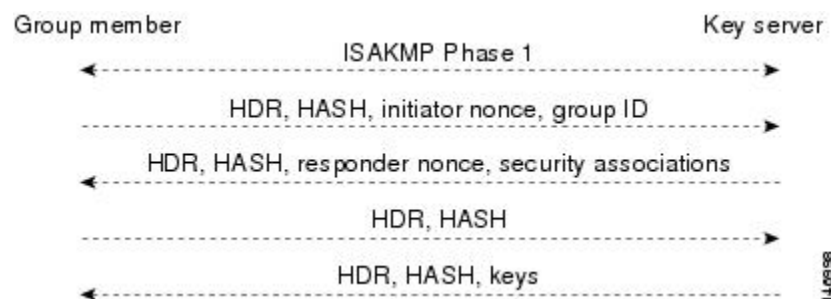 Group member
Key server
ISAKMP Phase 1
HDR, HASH, initiator nonce, group ID
HDR, HASH, responder nonce, security associations
HDR, HASH
HDR, HASH, keys